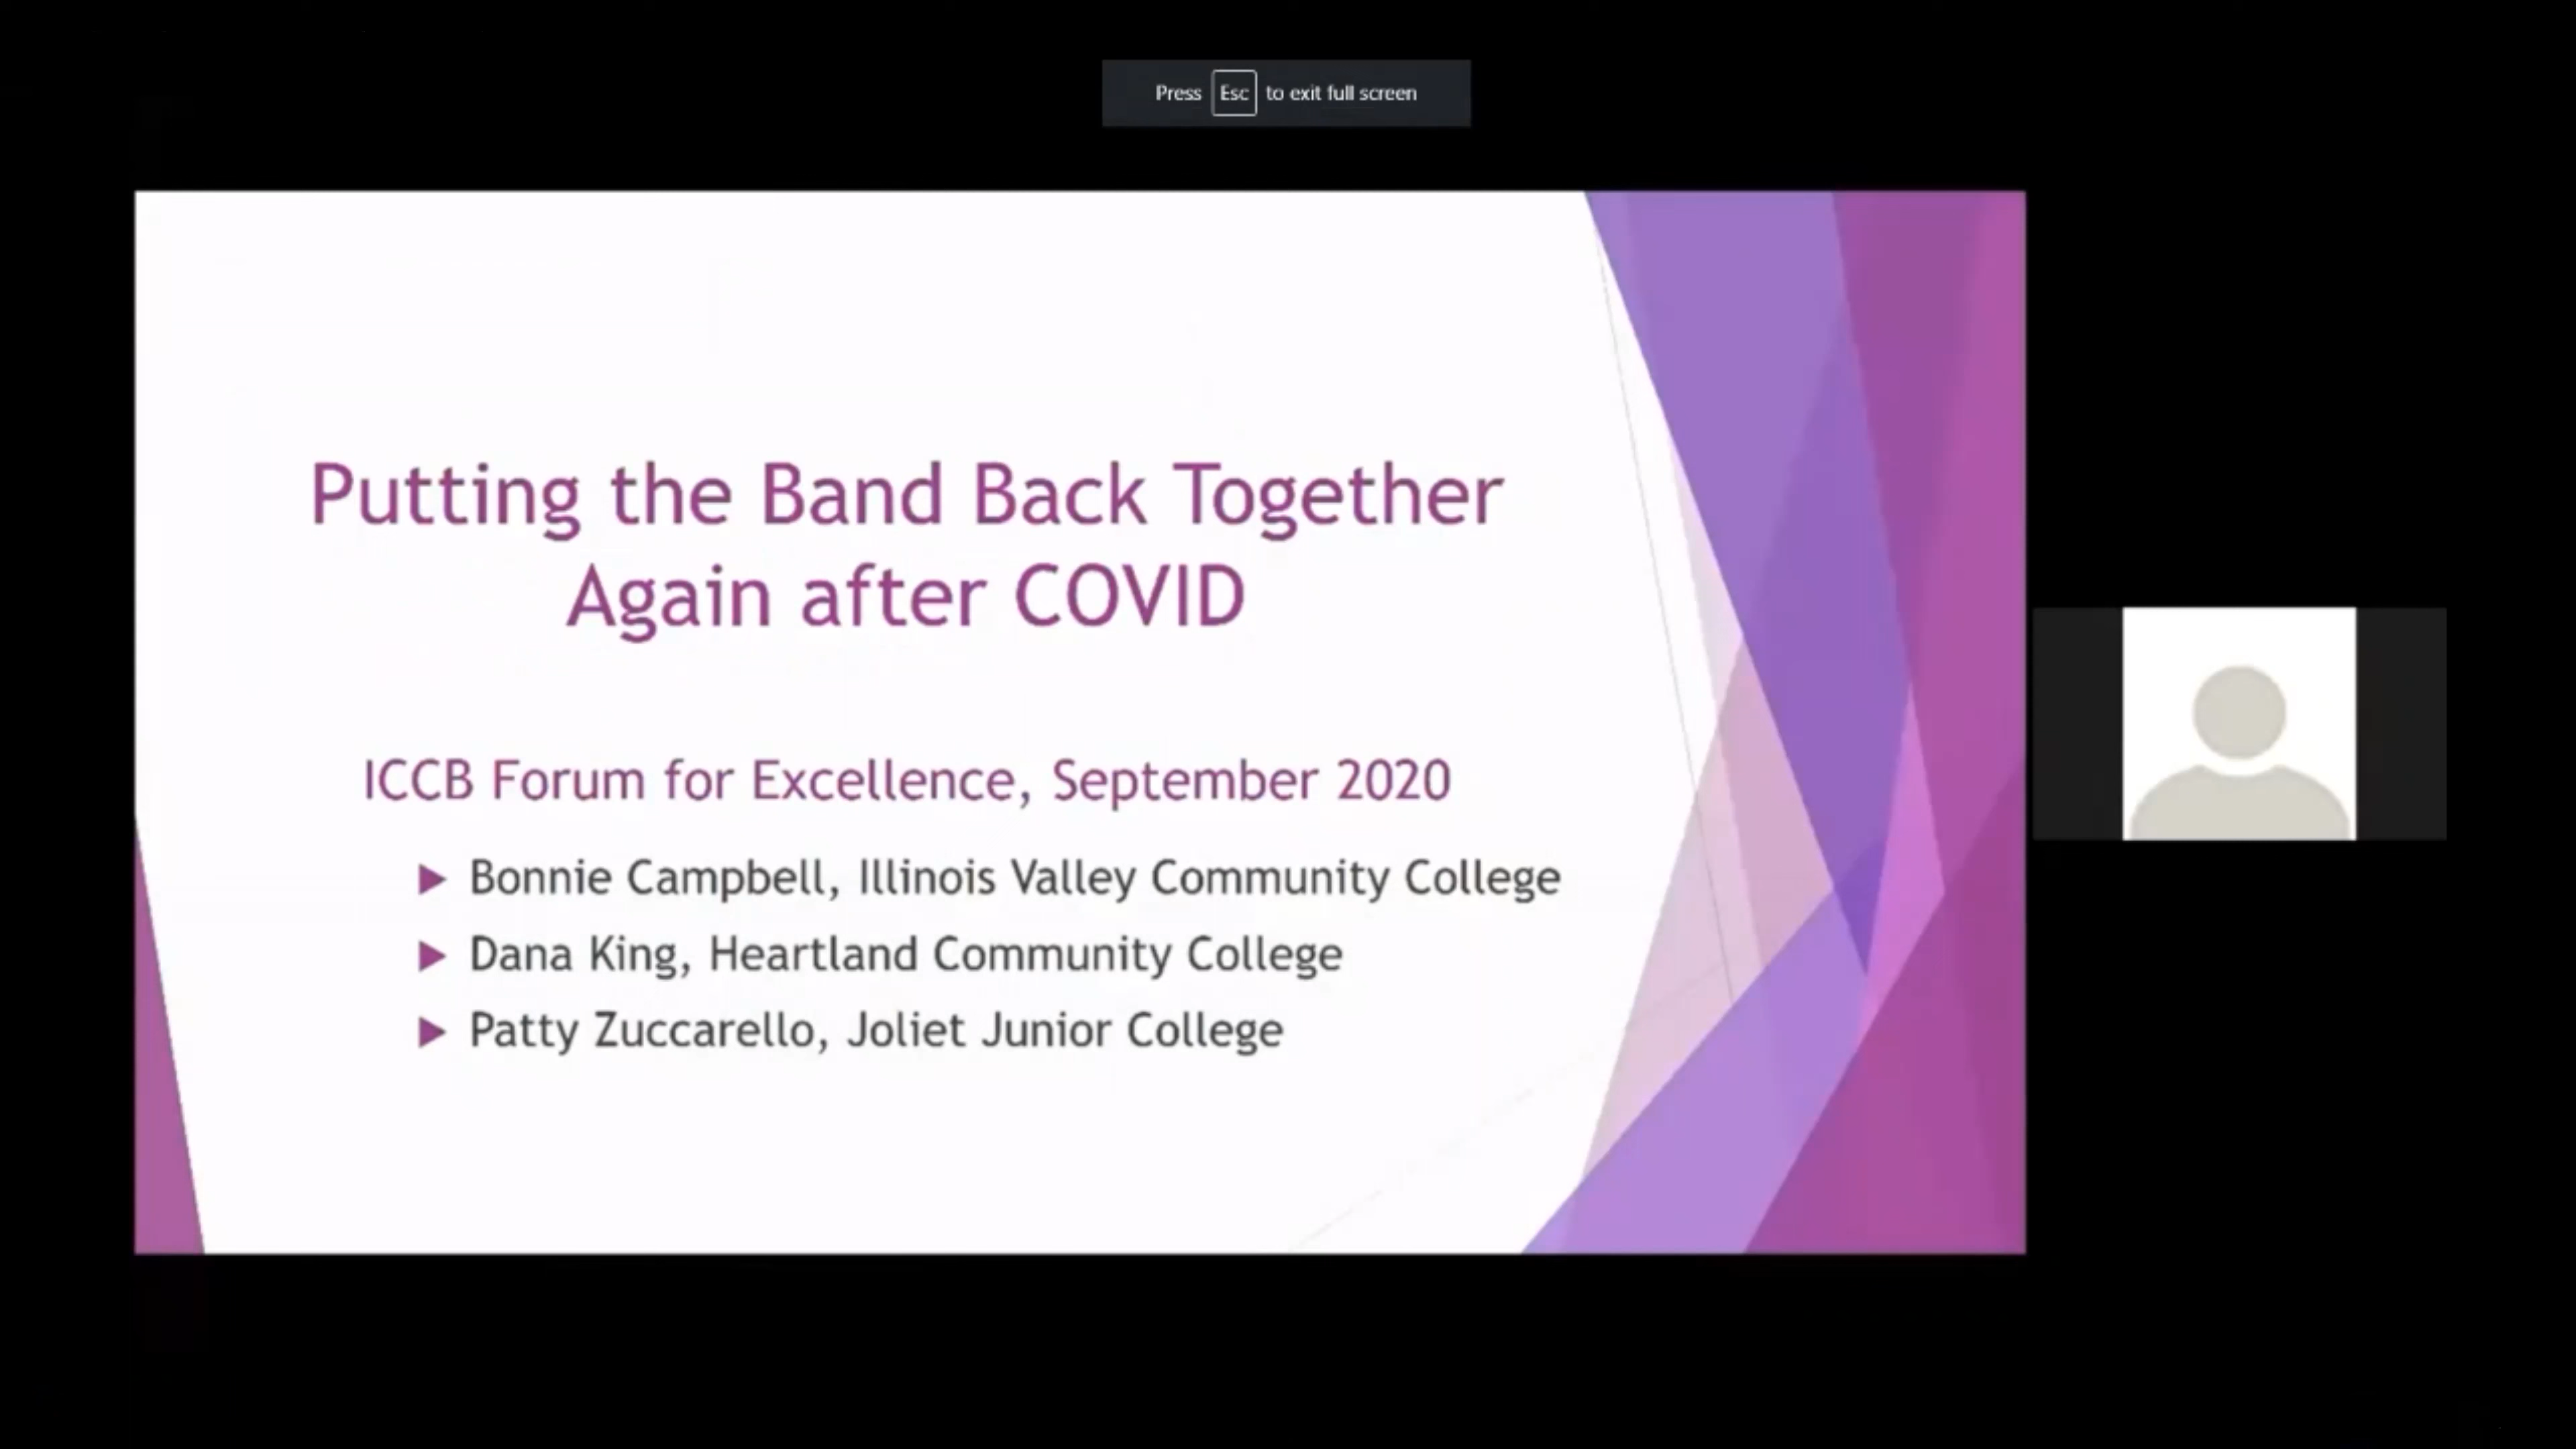 Press Esc to exit full screen
Putting the Band Back Together
Again after COVID
ICCB Forum for Excellence, September 2020
Bonnie Campbell, Illinois Valley Community College
Dana King, Heartland Community College
Patty Zuccarello, Joliet Junior College